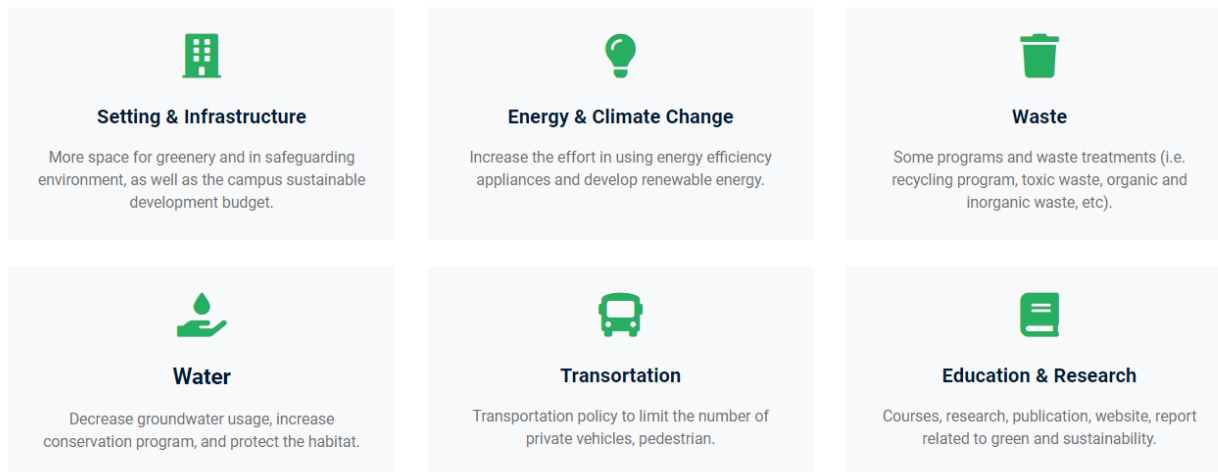 Setting & Infrastructure
More space for greenery and in safeguarding
environment, as well as the campus sustainable
development budget.
Energy & Climate Change
Increase the effort in using energy efficiency
appliances and develop renewable energy.
Waste
Some programs and waste treatments (i.e.
recycling program, toxic waste, organic and
inorganic waste, etc).
Water
Decrease groundwater usage, increase
conservation program, and protect the habitat.
Transortation
Transportation policy to limit the number of
private vehicles, pedestrian.
Education & Research
Courses, research, publication, website, report
related to green and sustainability.